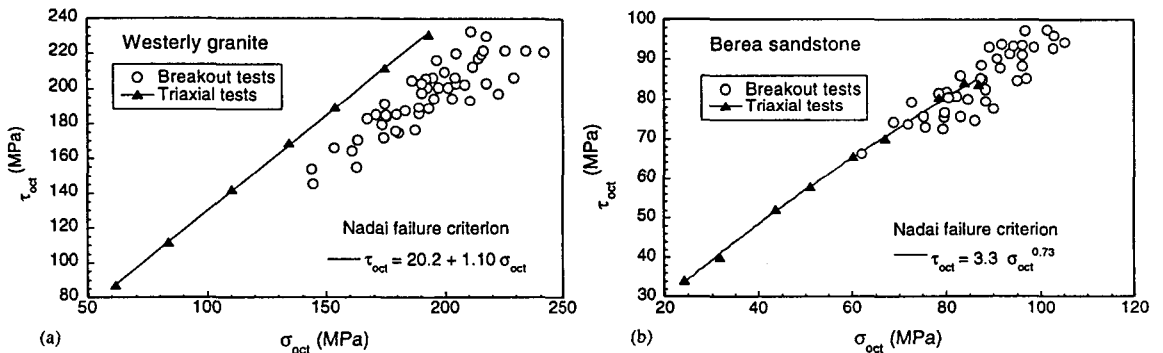 240
220
200
180
160
140
120
100
80
τoct (MPa)
Westerly granite
Breakout tests
Triaxial tests
Nadai failure criterion
τoct = 20.2 + 1.10 σoct
50 100 150 200 250
(a)
σoct (MPa)
100
90
80
70
60
50
40
30
τoct (MPa)
Berea sandstone
Breakout tests
Triaxial tests
Nadai failure criterion
τoct = 3.3 σoct^0.73
20 40 60 80 100 120
(b)
σoct (MPa)